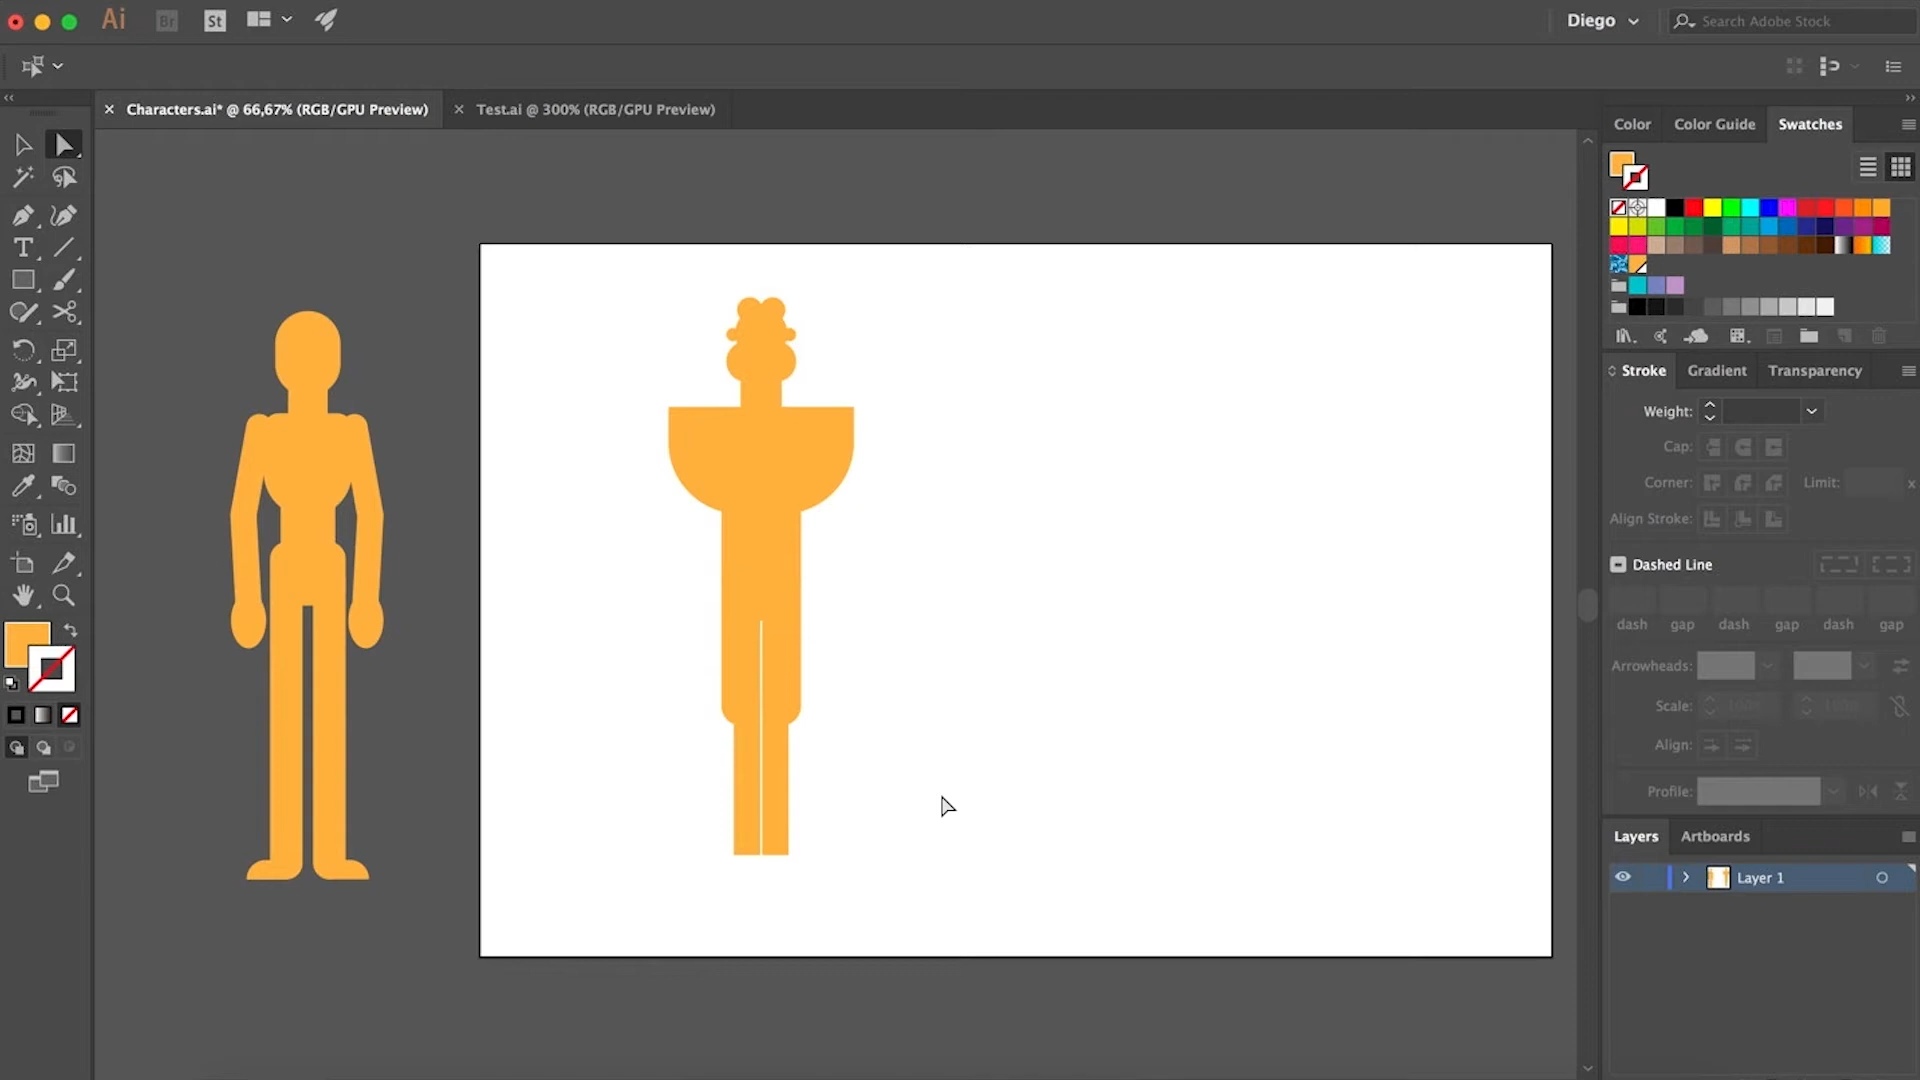 Ai
Br
St
Diego
Search Adobe Stock
Characters.ai* @ 66,67% (RGB/GPU Preview)
Test.ai @ 300% (RGB/GPU Preview)
Color
Color Guide
Swatches
Stroke
Gradient
Transparency
Weight:
Cap:
Corner:
Limit:
x
Align Stroke:
Dashed Line
dash
gap
dash
gap
dash
gap
Arrowheads:
Scale:
Align:
Profile:
Layers
Artboards
Layer 1